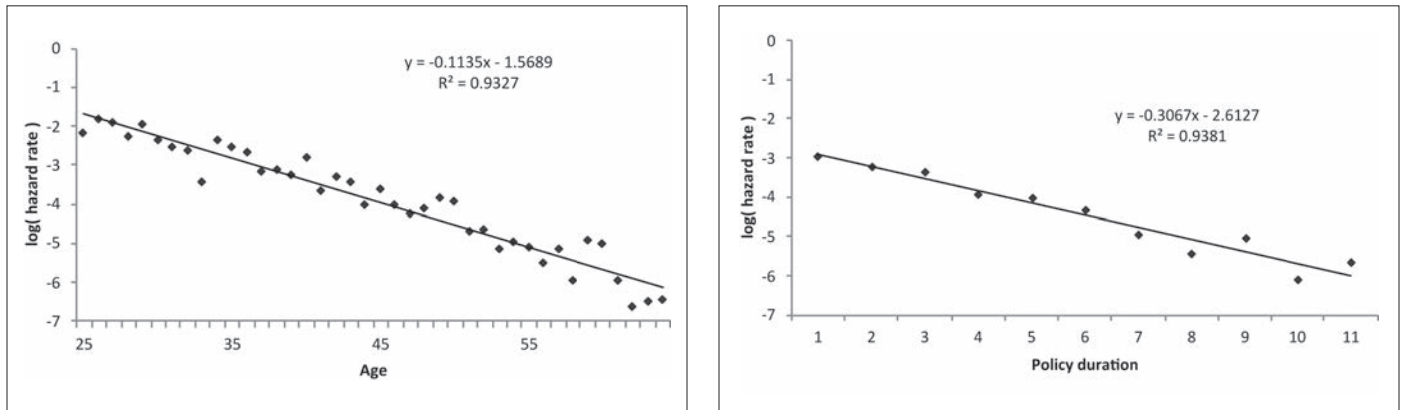 y = -0.1135x - 1.5689
R² = 0.9327
0
-1
-2
-3
-4
-5
-6
-7
log( hazard rate )
25 35 45 55
Age
y = -0.3067x - 2.6127
R² = 0.9381
0
-1
-2
-3
-4
-5
-6
-7
log( hazard rate )
1 2 3 4 5 6 7 8 9 10 11
Policy duration